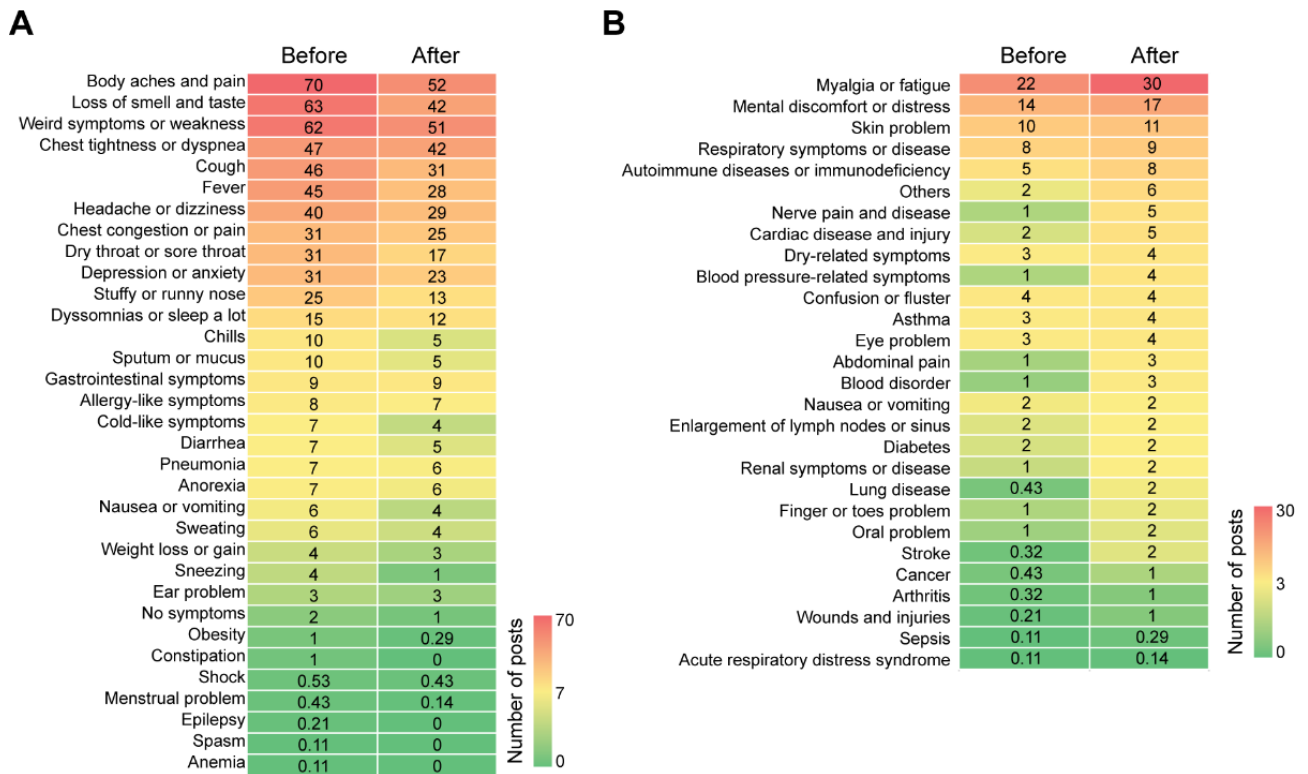 A
Before After
Body aches and pain 70 52
Loss of smell and taste 63 42
Weird symptoms or weakness 62 51
Chest tightness or dyspnea 47 42
Cough 46 31
Fever 45 28
Headache or dizziness 40 29
Chest congestion or pain 31 25
Dry throat or sore throat 31 17
Depression or anxiety 31 23
Stuffy or runny nose 25 13
Dyssomnias or sleep a lot 15 12
Chills 10 5
Sputum or mucus 10 5
Gastrointestinal symptoms 9 9
Allergy-like symptoms 8 7
Cold-like symptoms 7 4
Diarrhea 7 5
Pneumonia 7 6
Anorexia 7 6
Nausea or vomiting 6 4
Sweating 6 4
Weight loss or gain 4 3
Sneezing 4 1
Ear problem 3 3
No symptoms 2 1
Obesity 1 0.29
Constipation 1 0
Shock 0.53 0.43
Menstrual problem 0.43 0.14
Epilepsy 0.21 0
Spasm 0.11 0
Anemia 0.11 0
Number of posts
70
7
0
B
Before After
Myalgia or fatigue 22 30
Mental discomfort or distress 14 17
Skin problem 10 11
Respiratory symptoms or disease 8 9
Autoimmune diseases or immunodeficiency 5 8
Others 2 6
Nerve pain and disease 1 5
Cardiac disease and injury 2 5
Dry-related symptoms 3 4
Blood pressure-related symptoms 1 4
Confusion or fluster 4 4
Asthma 3 4
Eye problem 3 4
Abdominal pain 1 3
Blood disorder 1 3
Nausea or vomiting 2 2
Enlargement of lymph nodes or sinus 2 2
Diabetes 2 2
Renal symptoms or disease 1 2
Lung disease 0.43 2
Finger or toes problem 1 2
Oral problem 1 2
Stroke 0.32 2
Cancer 0.43 1
Arthritis 0.32 1
Wounds and injuries 0.21 1
Sepsis 0.11 0.29
Acute respiratory distress syndrome 0.11 0.14
Number of posts
30
3
0